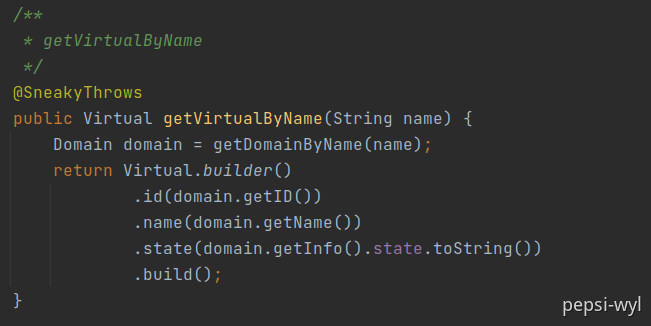 /**
 * getVirtualByName
 */
@SneakyThrows
public Virtual getVirtualByName(String name) {
    Domain domain = getDomainByName(name);
    return Virtual.builder()
            .id(domain.getID())
            .name(domain.getName())
            .state(domain.getInfo().state.toString())
            .build();
}
pepsi-wyl